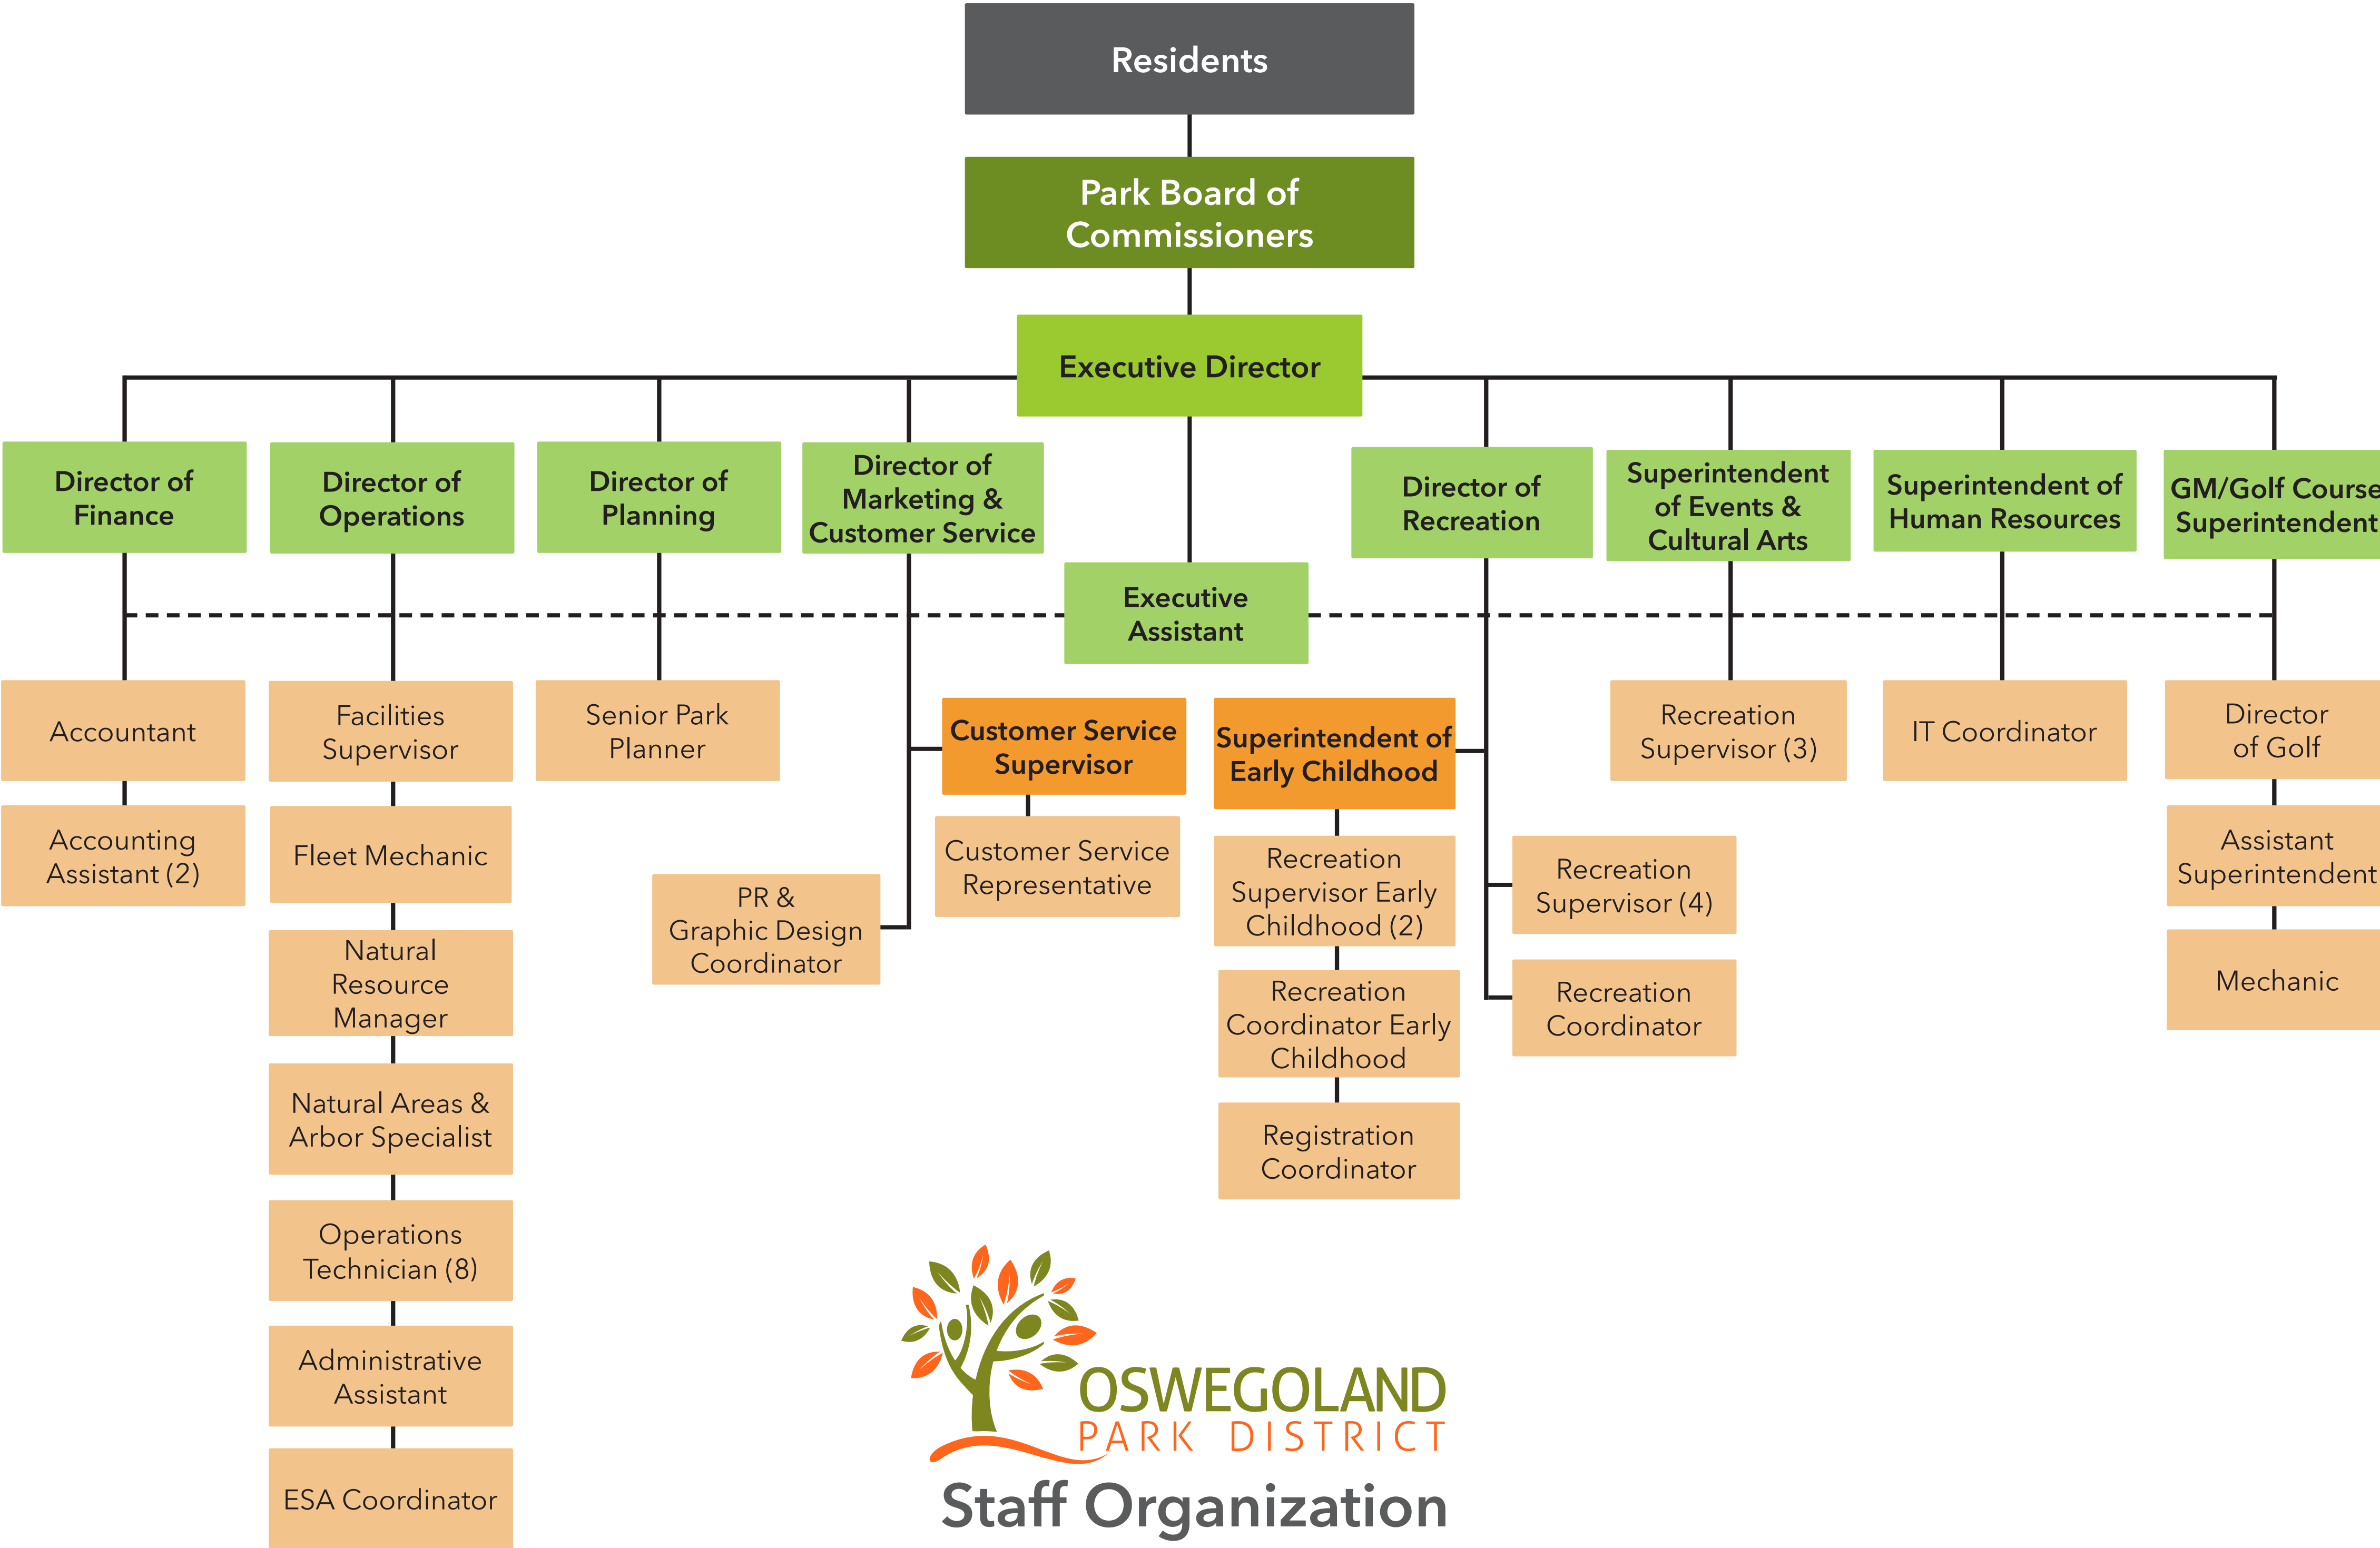 Residents
Park Board of
Commissioners
Executive Director
Director of
Finance
Director of
Operations
Director of
Planning
Director of
Marketing &
Customer Service
Director of
Recreation
Superintendent
of Events &
Cultural Arts
Superintendent of
Human Resources
GM/Golf Course
Superintendent
Executive
Assistant
Accountant
Accounting
Assistant (2)
Facilities
Supervisor
Fleet Mechanic
Natural
Resource
Manager
Natural Areas &
Arbor Specialist
Operations
Technician (8)
Administrative
Assistant
ESA Coordinator
Senior Park
Planner
PR &
Graphic Design
Coordinator
Customer Service
Supervisor
Customer Service
Representative
Superintendent of
Early Childhood
Recreation
Supervisor Early
Childhood (2)
Recreation
Coordinator Early
Childhood
Registration
Coordinator
Recreation
Supervisor (4)
Recreation
Coordinator
Recreation
Supervisor (3)
IT Coordinator
Director
of Golf
Assistant
Superintendent
Mechanic
OSWEGOLAND
PARK DISTRICT
Staff Organization